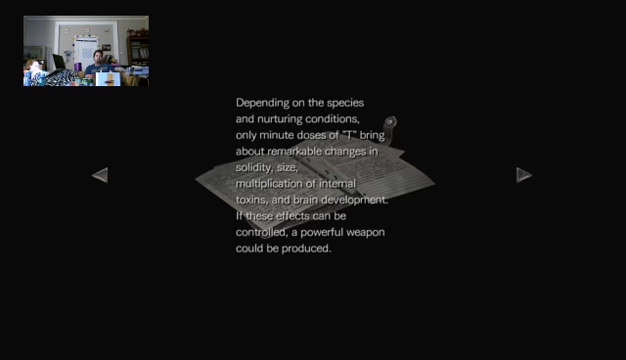 Depending on the species
and nurturing conditions,
only minute doses of "T" bring
about remarkable changes in
solidity, size,
multiplication of internal
toxins, and brain development.
If these effects can be
controlled, a powerful weapon
could be produced.